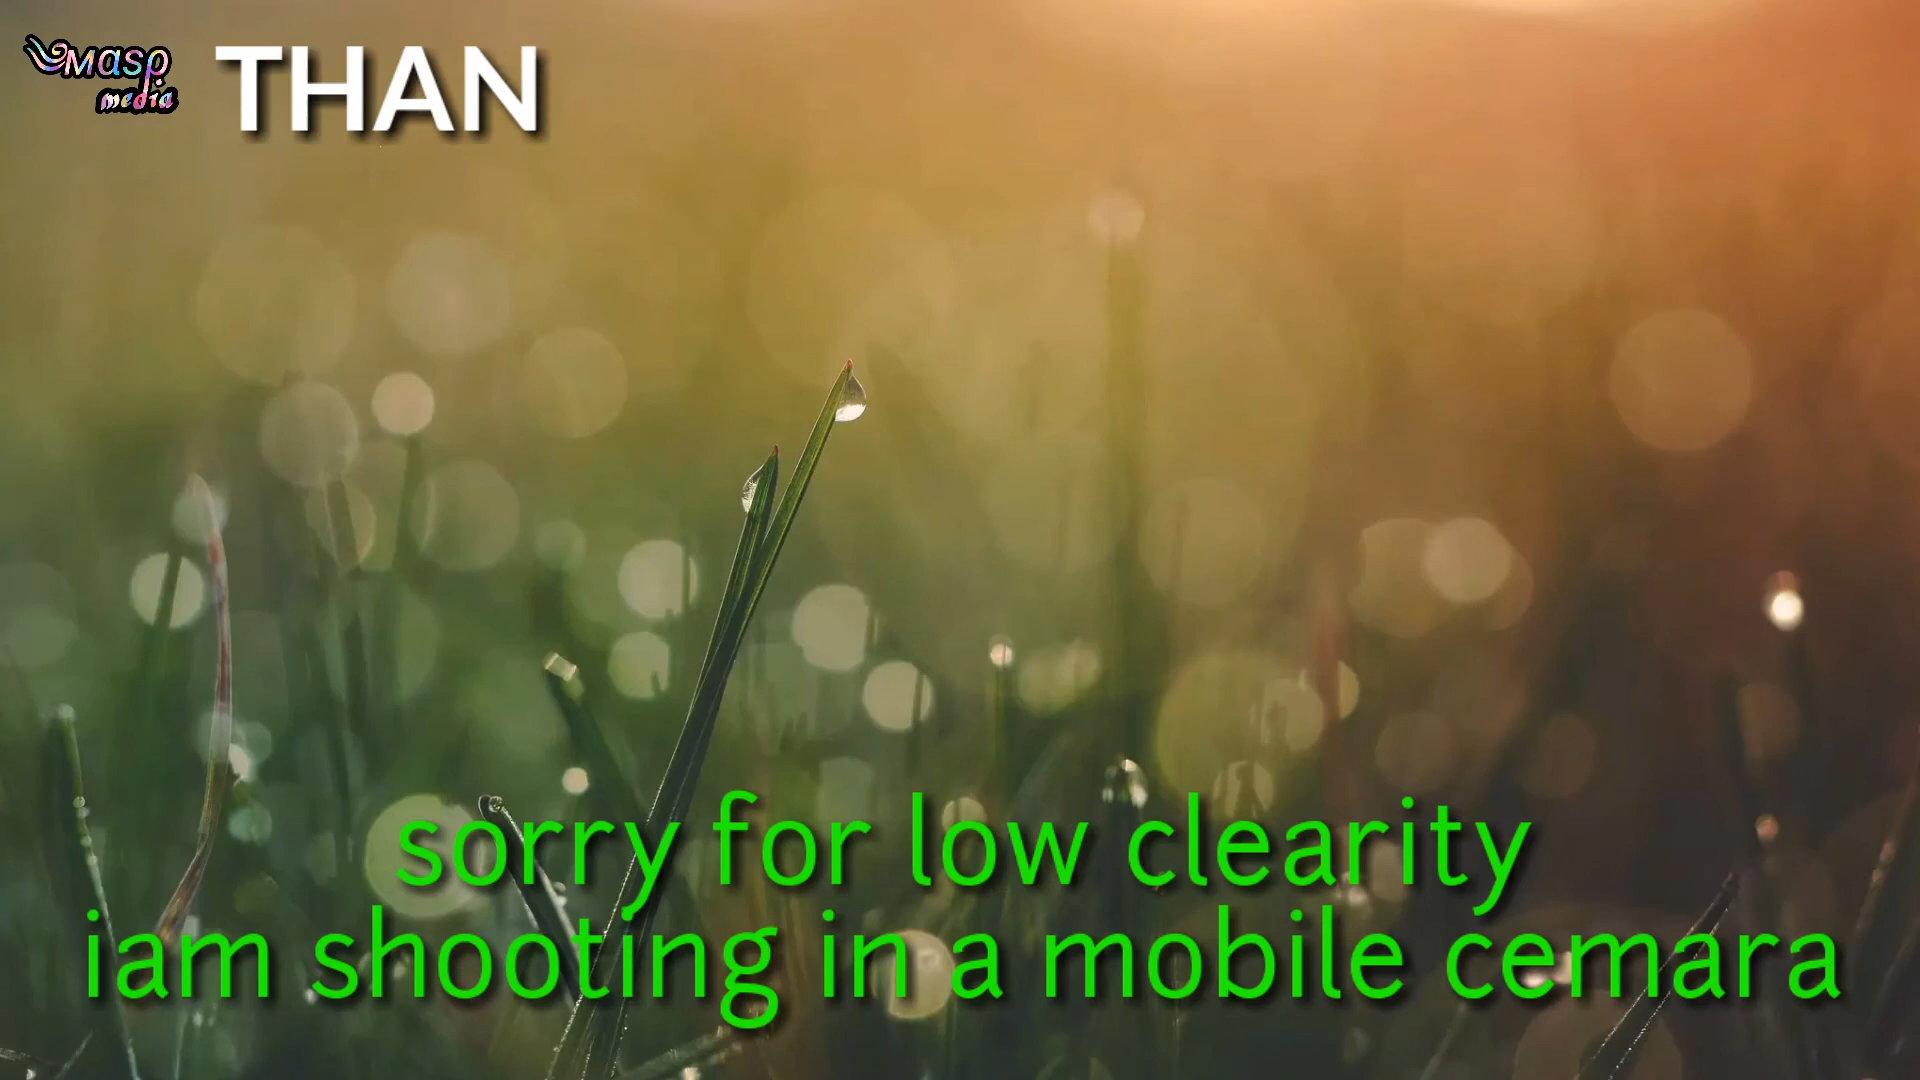 Masp
media
THAN
sorry for low clearity
iam shooting in a mobile cemara